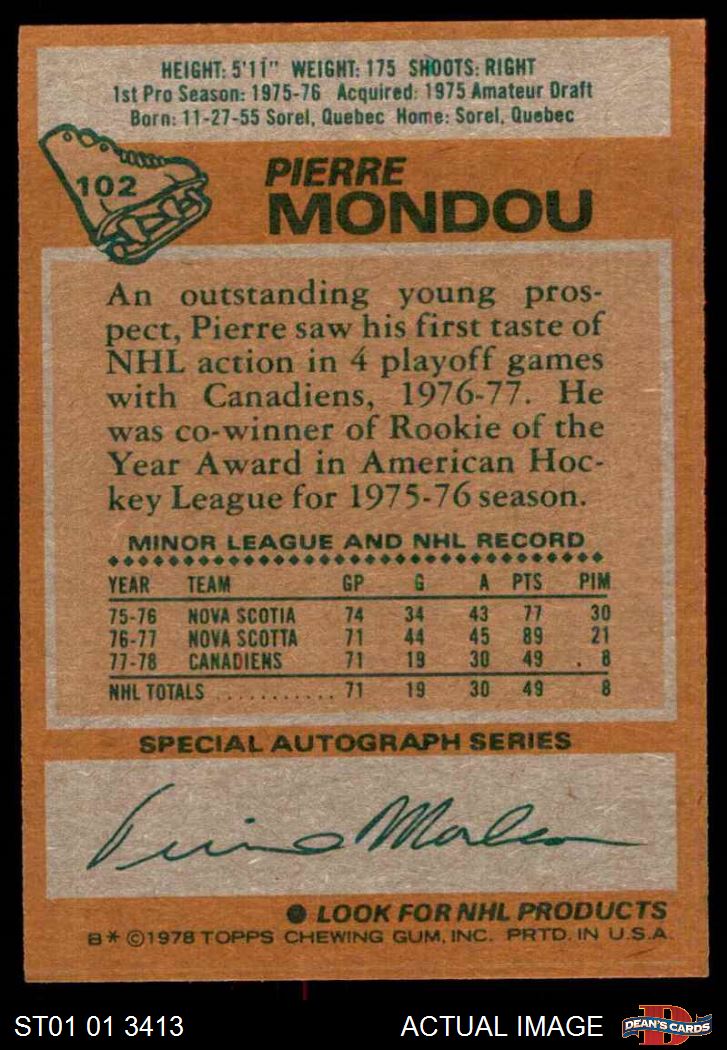 HEIGHT: 5'11" WEIGHT: 175 SHOOTS: RIGHT
1st Pro Season: 1975-76 Acquired: 1975 Amateur Draft
Born: 11-27-55 Sorel, Quebec Home: Sorel, Quebec
102
PIERRE
MONDOU
An outstanding young pros-
pect, Pierre saw his first taste of
NHL action in 4 playoff games
with Canadiens, 1976-77. He
was co-winner of Rookie of the
Year Award in American Hoc-
key League for 1975-76 season.
MINOR LEAGUE AND NHL RECORD
YEAR TEAM GP G A PTS PIM
75-76 NOVA SCOTIA 74 34 43 77 30
76-77 NOVA SCOTTA 71 44 45 89 21
77-78 CANADIENS 71 19 30 49 . 8
NHL TOTALS ........... 71 19 30 49 8
SPECIAL AUTOGRAPH SERIES
Pierre Mondou
● LOOK FOR NHL PRODUCTS
B* ©1978 TOPPS CHEWING GUM, INC. PRTD. IN U.S.A.
ST01 01 3413 ACTUAL IMAGE D DEAN'S CARDS